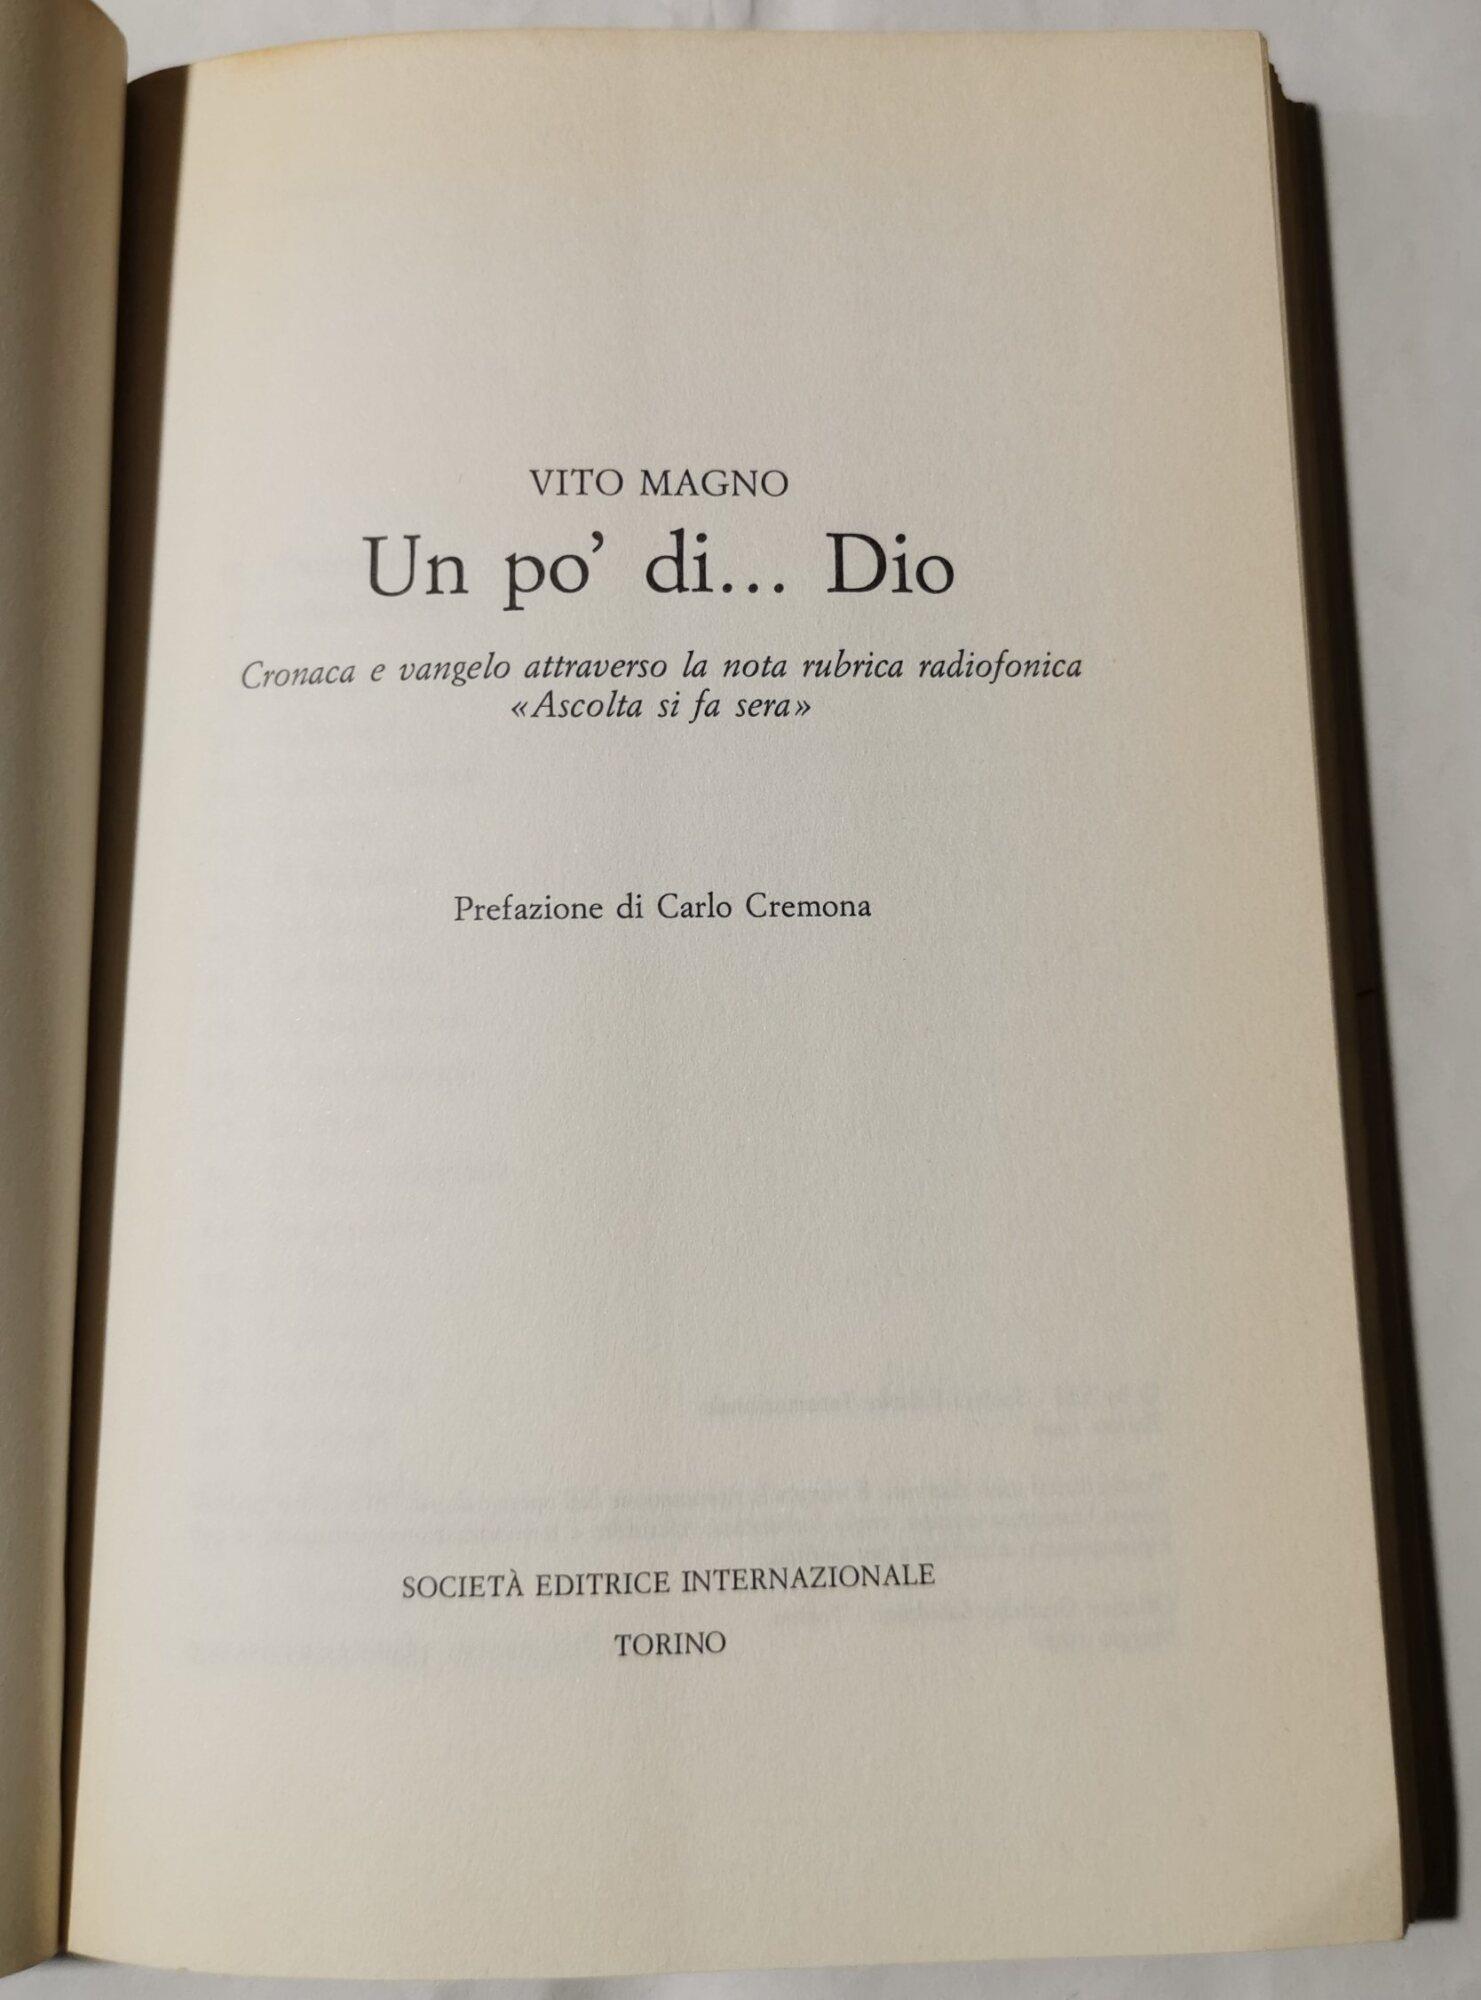 VITO MAGNO
Un po’ di... Dio
Cronaca e vangelo attraverso la nota rubrica radiofonica
«Ascolta si fa sera»
Prefazione di Carlo Cremona
SOCIETÀ EDITRICE INTERNAZIONALE
TORINO